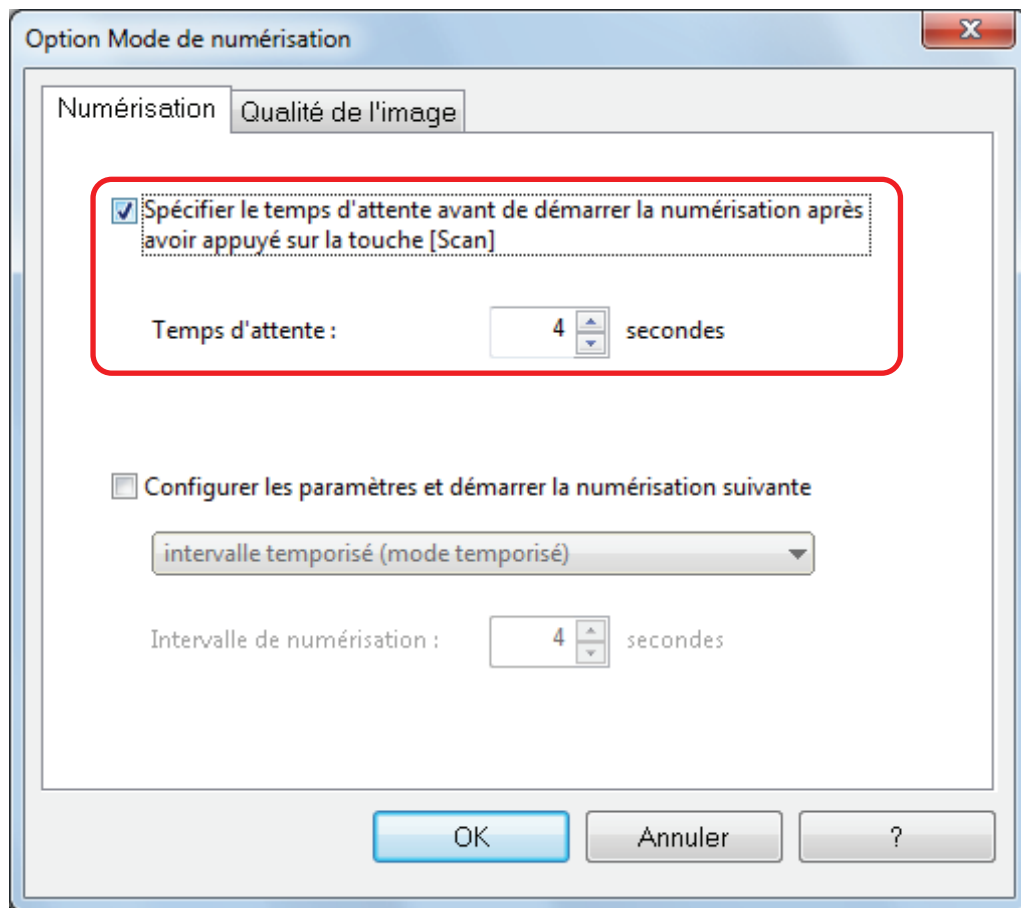 Option Mode de numérisation
Numérisation
Qualité de l'image
Spécifier le temps d'attente avant de démarrer la numérisation après
avoir appuyé sur la touche [Scan]
Temps d'attente : 4 secondes
Configurer les paramètres et démarrer la numérisation suivante
intervalle temporisé (mode temporisé)
Intervalle de numérisation : 4 secondes
OK Annuler ?